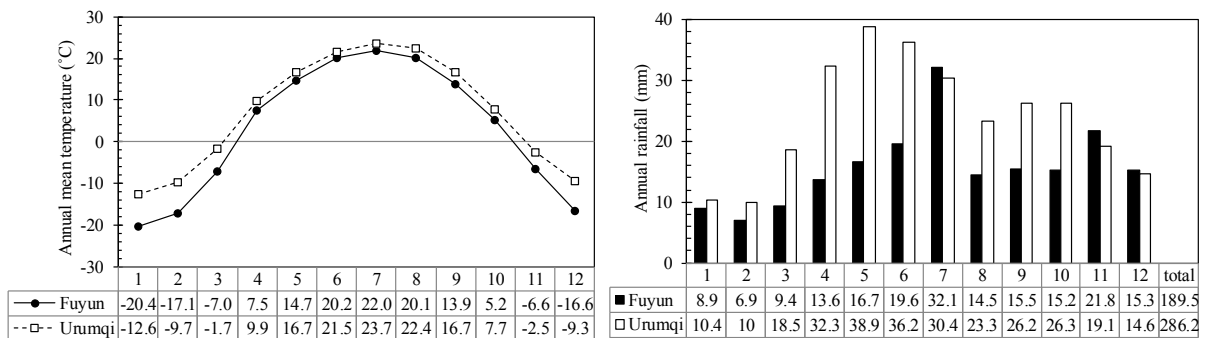 Annual mean temperature (˚C)
30
20
10
0
-10
-20
-30
1 2 3 4 5 6 7 8 9 10 11 12
Fuyun -20.4 -17.1 -7.0 7.5 14.7 20.2 22.0 20.1 13.9 5.2 -6.6 -16.6
Urumqi -12.6 -9.7 -1.7 9.9 16.7 21.5 23.7 22.4 16.7 7.7 -2.5 -9.3
Annual rainfall (mm)
40
30
20
10
0
1 2 3 4 5 6 7 8 9 10 11 12 total
Fuyun 8.9 6.9 9.4 13.6 16.7 19.6 32.1 14.5 15.5 15.2 21.8 15.3 189.5
Urumqi 10.4 10 18.5 32.3 38.9 36.2 30.4 23.3 26.2 26.3 19.1 14.6 286.2